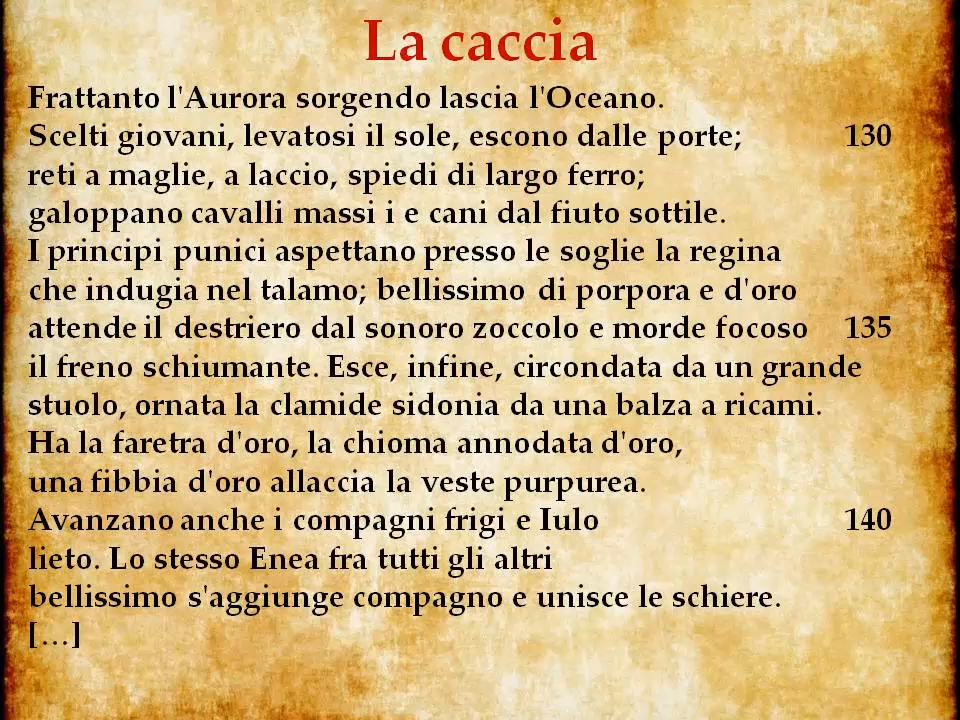 La caccia
Frattanto l'Aurora sorgendo lascia l'Oceano.
Scelti giovani, levatosi il sole, escono dalle porte; 130
reti a maglie, a laccio, spiedi di largo ferro;
galoppano cavalli massi i e cani dal fiuto sottile.
I principi punici aspettano presso le soglie la regina
che indugia nel talamo; bellissimo di porpora e d'oro
attende il destriero dal sonoro zoccolo e morde focoso 135
il freno schiumante. Esce, infine, circondata da un grande
stuolo, ornata la clamide sidonia da una balza a ricami.
Ha la faretra d'oro, la chioma annodata d'oro,
una fibbia d'oro allaccia la veste purpurea.
Avanzano anche i compagni frigi e Iulo 140
lieto. Lo stesso Enea fra tutti gli altri
bellissimo s'aggiunge compagno e unisce le schiere.
[…]